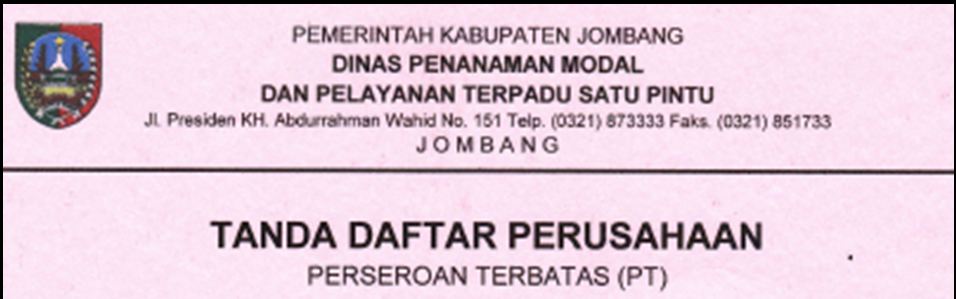 PEMERINTAH KABUPATEN JOMBANG
DINAS PENANAMAN MODAL
DAN PELAYANAN TERPADU SATU PINTU
Jl. Presiden KH. Abdurrahman Wahid No. 151 Telp. (0321) 873333 Faks. (0321) 851733
JOMBANG
TANDA DAFTAR PERUSAHAAN
PERSEROAN TERBATAS (PT)